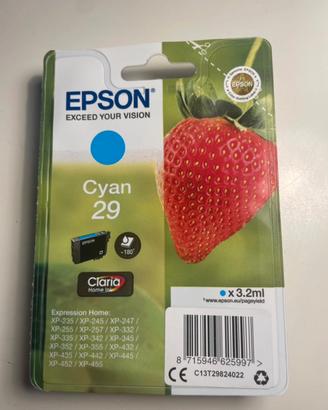 EPSON
EXCEED YOUR VISION
Cyan
29
EPSON
~180*
Claria
Home Ink
x 3.2ml
www.epson.eu/pageyield
Expression Home:
XP-235 / XP-245 / XP-247 /
XP-255 / XP-257 / XP-332 /
XP-335 / XP-342 / XP-345 /
XP-352 / XP-355 / XP-432 /
XP-435 / XP-442 / XP-445 /
XP-452 / XP-455
8 715946 625997 >
CE
C13T29824022